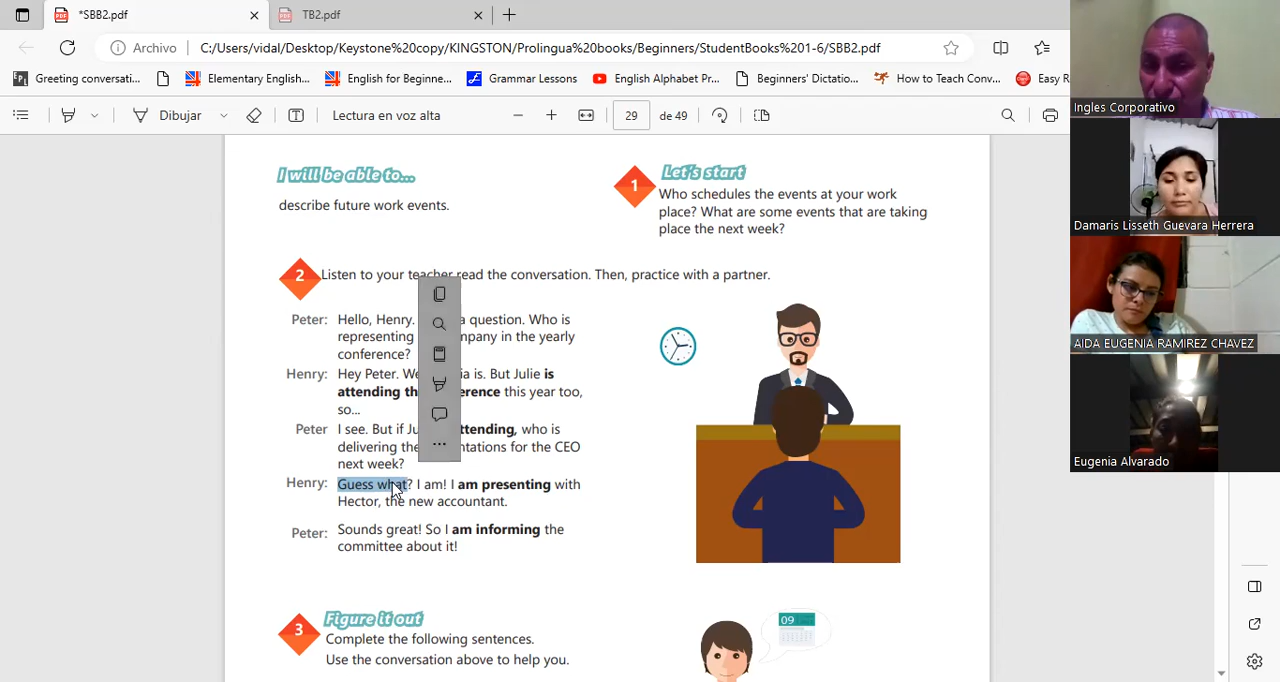 *SBB2.pdf
TB2.pdf
Archivo
C:/Users/vidal/Desktop/Keystone%20copy/KINGSTON/Prolingua%20books/Beginners/StudentBooks%201-6/SBB2.pdf
Greeting conversati...
Elementary English...
English for Beginne...
Grammar Lessons
English Alphabet Pr...
Beginners' Dictatio...
How to Teach Conv...
Easy R
Dibujar
Lectura en voz alta
29
de 49
I will be able to...
describe future work events.
1
Let's start
Who schedules the events at your work
place? What are some events that are taking
place the next week?
2
Listen to your teacher read the conversation. Then, practice with a partner.
Peter: Hello, Henry. a question. Who is
representing mpany in the yearly
conference?
Henry: Hey Peter. We ia is. But Julie is
attending th erence this year too,
so...
Peter I see. But if Ju ttending, who is
delivering the ntations for the CEO
next week?
Henry: Guess what? I am! I am presenting with
Hector, the new accountant.
Peter: Sounds great! So I am informing the
committee about it!
3
Figure it out
Complete the following sentences.
Use the conversation above to help you.
09
Ingles Corporativo
Damaris Lisseth Guevara Herrera
AIDA EUGENIA RAMIREZ CHAVEZ
Eugenia Alvarado